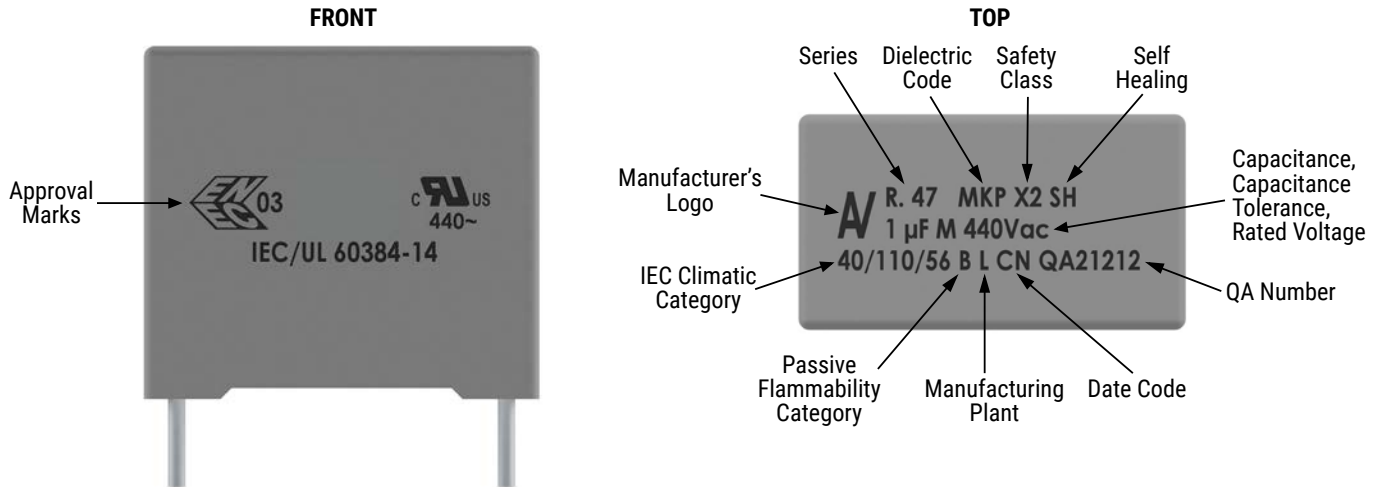 FRONT
Approval
Marks
ENEC 03
C RU US
440~
IEC/UL 60384-14
TOP
Series
Dielectric
Code
Safety
Class
Self
Healing
Manufacturer's
Logo
R. 47 MKP X2 SH
1 µF M 440Vac
40/110/56 B L CN QA21212
Capacitance,
Capacitance
Tolerance,
Rated Voltage
IEC Climatic
Category
QA Number
Passive
Flammability
Category
Manufacturing
Plant
Date Code